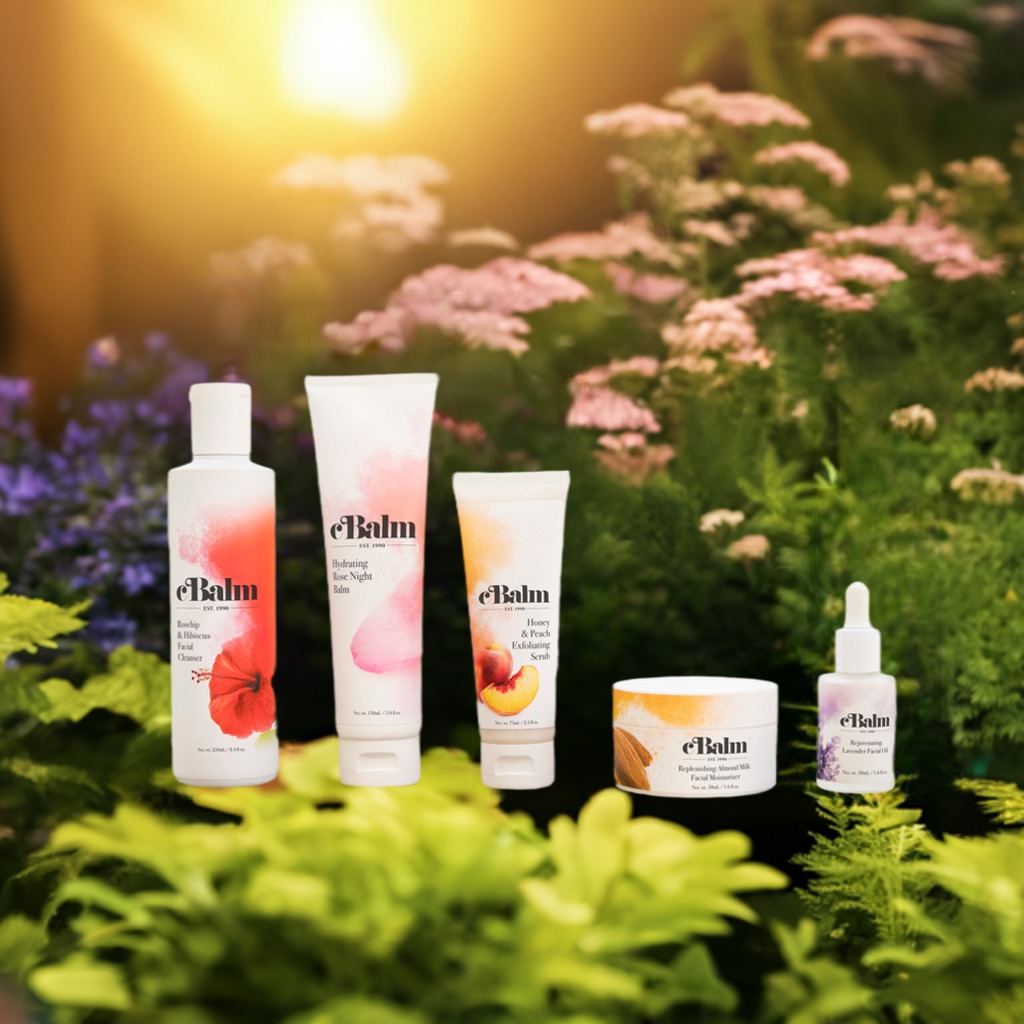 cBalm
EST. 1990
Rosehip
& Hibiscus
Facial
Cleanser
cBalm
EST. 1990
Hydrating
Rose Night
Balm
cBalm
EST. 1990
Honey
& Peach
Exfoliating
Scrub
cBalm
EST. 1990
Replenishing Almond Milk
Facial Moisturizer
cBalm
Rejuvenating
Lavender Facial Oil